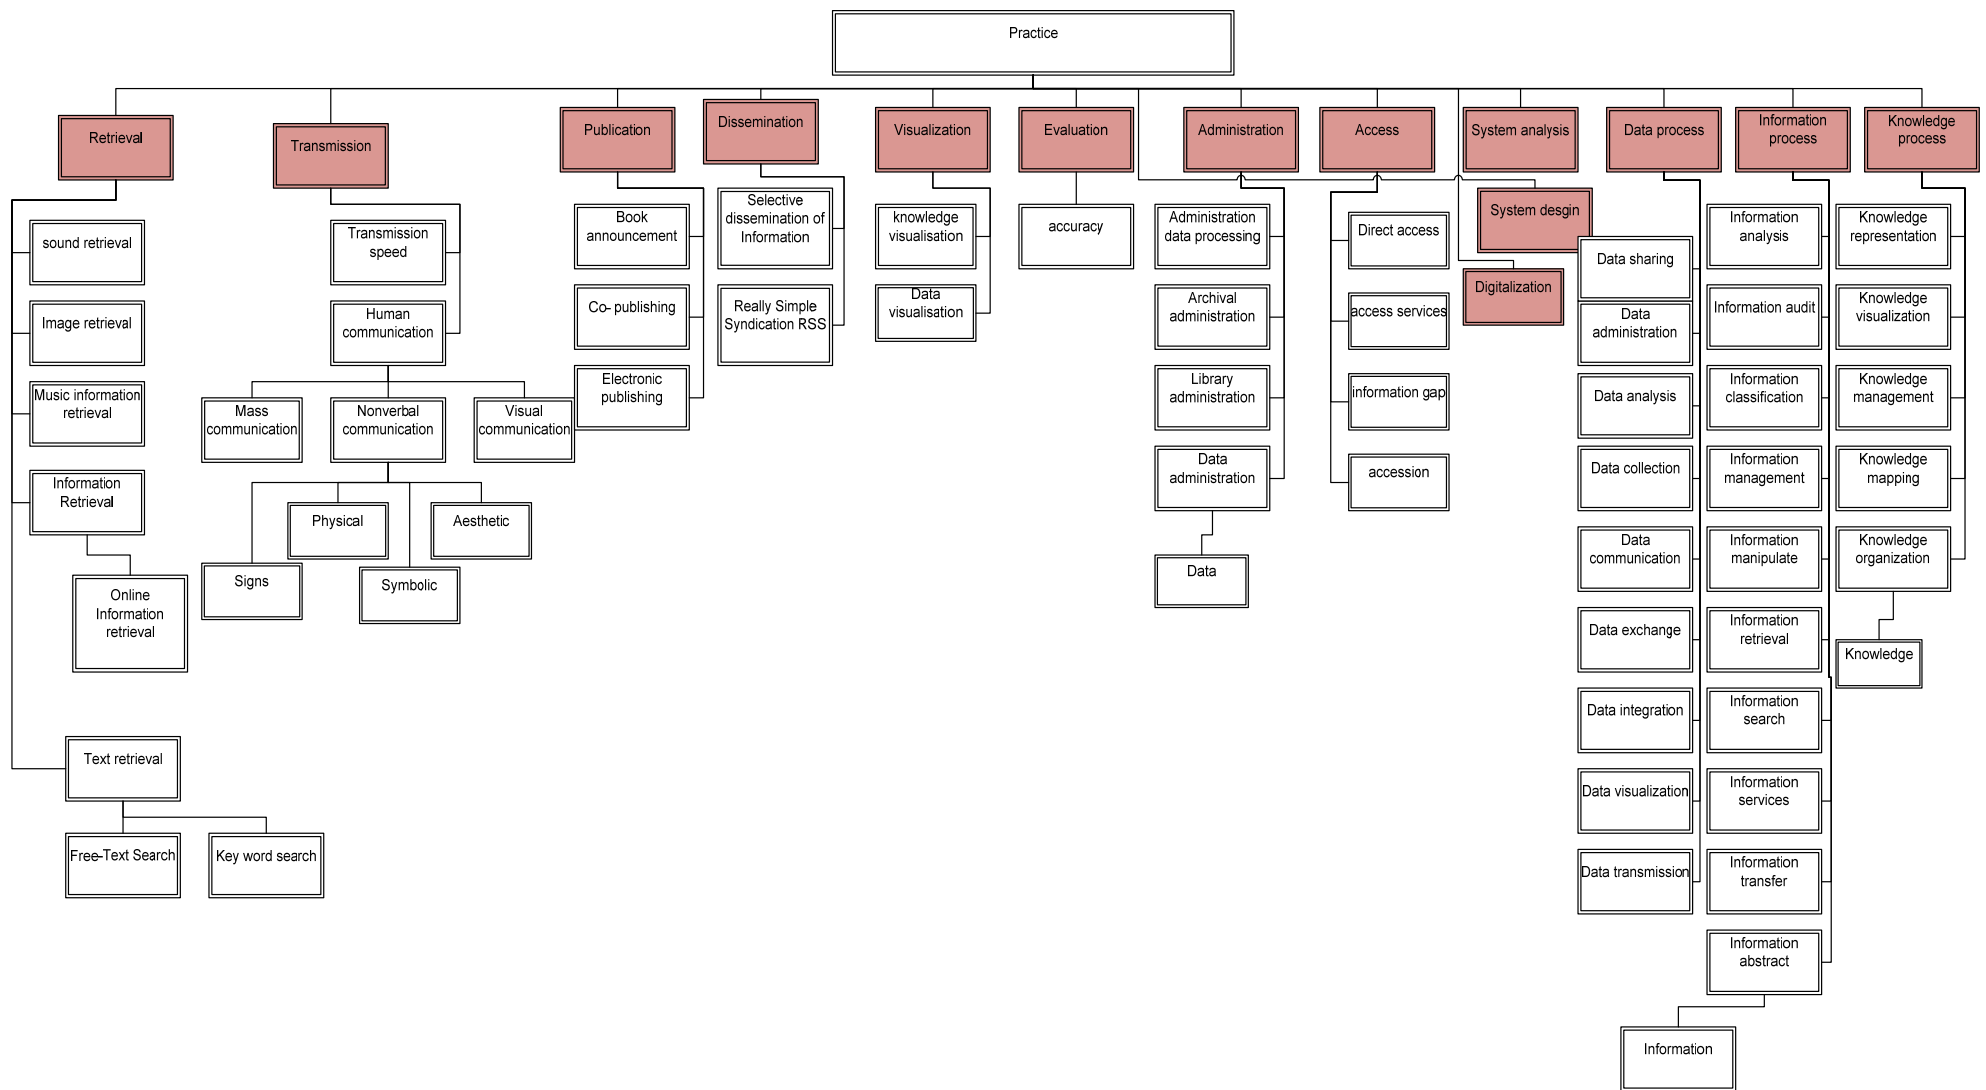 Practice
Retrieval
Transmission
Publication
Dissemination
Visualization
Evaluation
Administration
Access
System analysis
Data process
Information
process
Knowledge
process
System desgin
Digitalization
sound retrieval
Image retrieval
Music information
retrieval
Information
Retrieval
Online
Information
retrieval
Text retrieval
Free-Text Search
Key word search
Transmission
speed
Human
communication
Mass
communication
Nonverbal
communication
Visual
communication
Signs
Physical
Symbolic
Aesthetic
Book
announcement
Co- publishing
Electronic
publishing
Selective
dissemination of
Information
Really Simple
Syndication RSS
knowledge
visualisation
Data
visualisation
accuracy
Administration
data processing
Archival
administration
Library
administration
Data
administration
Data
Direct access
access services
information gap
accession
Data sharing
Data
administration
Data analysis
Data collection
Data
communication
Data exchange
Data integration
Data visualization
Data transmission
Information
analysis
Information audit
Information
classification
Information
management
Information
manipulate
Information
retrieval
Information
search
Information
services
Information
transfer
Information
abstract
Information
Knowledge
representation
Knowledge
visualization
Knowledge
management
Knowledge
mapping
Knowledge
organization
Knowledge